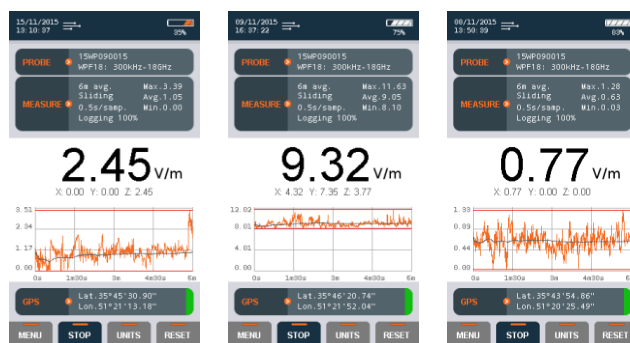 15/11/2015
13:10:37
35%
PROBE
15WP090015
WPF18: 300kHz-18GHz
MEASURE
6m avg. Max.3.39
Sliding Avg.1.05
0.5s/samp. Min.0.00
Logging 100%
2.45 V/m
X: 0.00 Y: 0.00 Z: 2.45
3.51
2.34
1.17
0.00
0s 1m30s 3m 4m30s 6m
GPS
Lat.35°45'30.90"
Lon.51°21'13.18"
MENU STOP UNITS RESET
09/11/2015
16:37:22
75%
PROBE
15WP090015
WPF18: 300kHz-18GHz
MEASURE
6m avg. Max.11.63
Sliding Avg.9.05
0.5s/samp. Min.8.10
Logging 100%
9.32 V/m
X: 4.32 Y: 7.35 Z: 3.77
12.02
8.01
4.01
0.00
0s 1m30s 3m 4m30s 6m
GPS
Lat.35°46'20.74"
Lon.51°21'52.04"
MENU STOP UNITS RESET
08/11/2015
13:50:39
83%
PROBE
15WP090015
WPF18: 300kHz-18GHz
MEASURE
6m avg. Max.1.28
Sliding Avg.0.63
0.5s/samp. Min.0.03
Logging 100%
0.77 V/m
X: 0.77 Y: 0.00 Z: 0.00
1.33
0.89
0.44
0.00
0s 1m30s 3m 4m30s
GPS
Lat.35°43'54.86"
Lon.51°20'25.49"
MENU STOP UNITS RESET